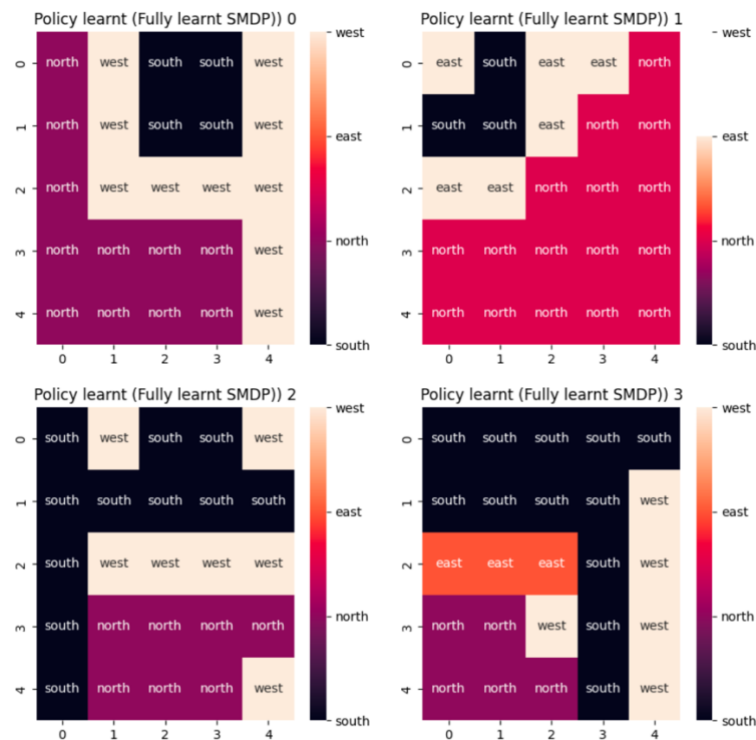 Policy learnt (Fully learnt SMDP)) 0
0 north west south south west west
1 north west south south west east
2 north west west west west north
3 north north north north west
4 north north north north west south
0 1 2 3 4
Policy learnt (Fully learnt SMDP)) 1
0 east south east east north west
1 south south east north north east
2 east east north north north north
3 north north north north north
4 north north north north north south
0 1 2 3 4
Policy learnt (Fully learnt SMDP)) 2
0 south west south south west west
1 south south south south south east
2 south west west west west
3 south north north north north north
4 south north north north west south
0 1 2 3 4
Policy learnt (Fully learnt SMDP)) 3
0 south south south south south west
1 south south south south west east
2 east east east south west
3 north north west south west north
4 north north north south west south
0 1 2 3 4